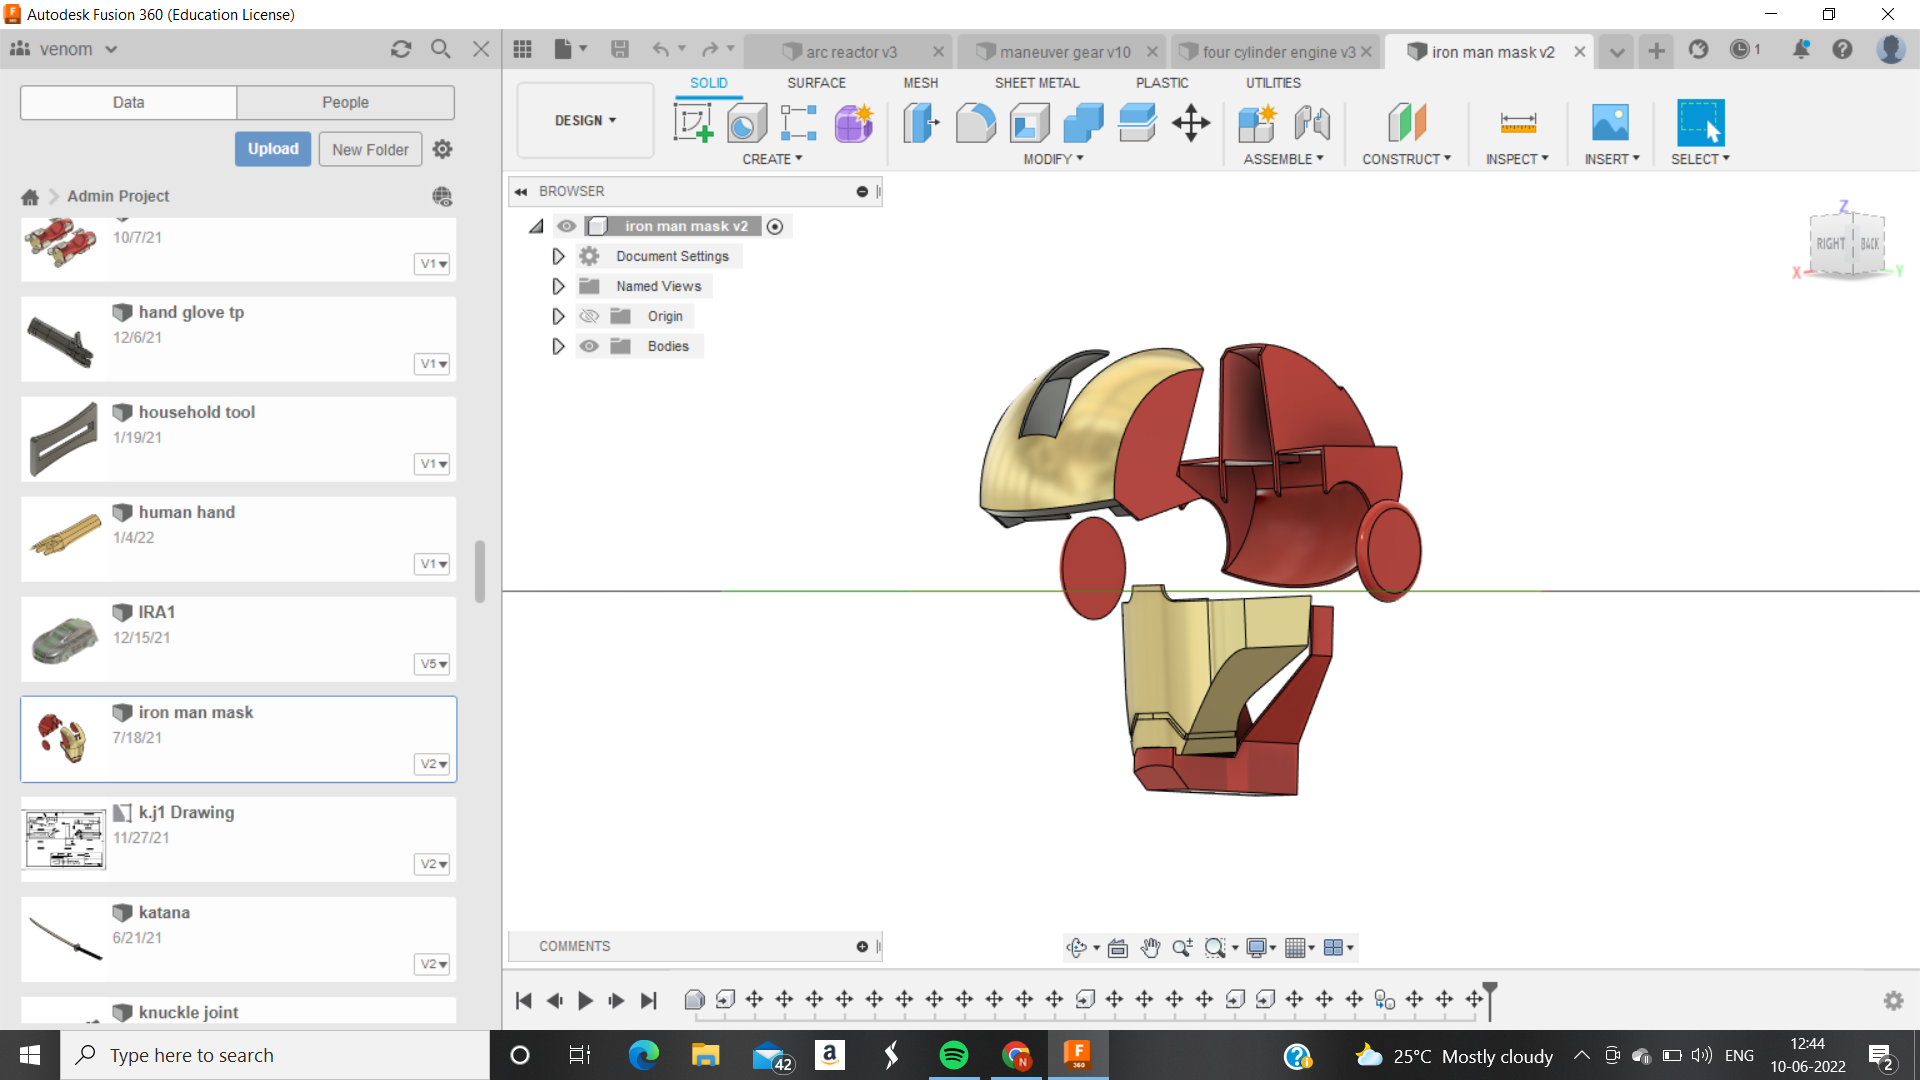 Autodesk Fusion 360 (Education License)
venom
arc reactor v3
maneuver gear v10
four cylinder engine v3
iron man mask v2
1
Data
People
Upload
New Folder
Admin Project
10/7/21
V1
hand glove tp
12/6/21
V1
household tool
1/19/21
V1
human hand
1/4/22
V1
IRA1
12/15/21
V5
iron man mask
7/18/21
V2
k.j1 Drawing
11/27/21
V2
katana
6/21/21
V2
knuckle joint
DESIGN
SOLID
SURFACE
MESH
SHEET METAL
PLASTIC
UTILITIES
CREATE
MODIFY
ASSEMBLE
CONSTRUCT
INSPECT
INSERT
SELECT
BROWSER
iron man mask v2
Document Settings
Named Views
Origin
Bodies
Z
RIGHT
BACK
X
Y
COMMENTS
Type here to search
42
a
N
F
360
25°C Mostly cloudy
ENG
12:44
10-06-2022
2